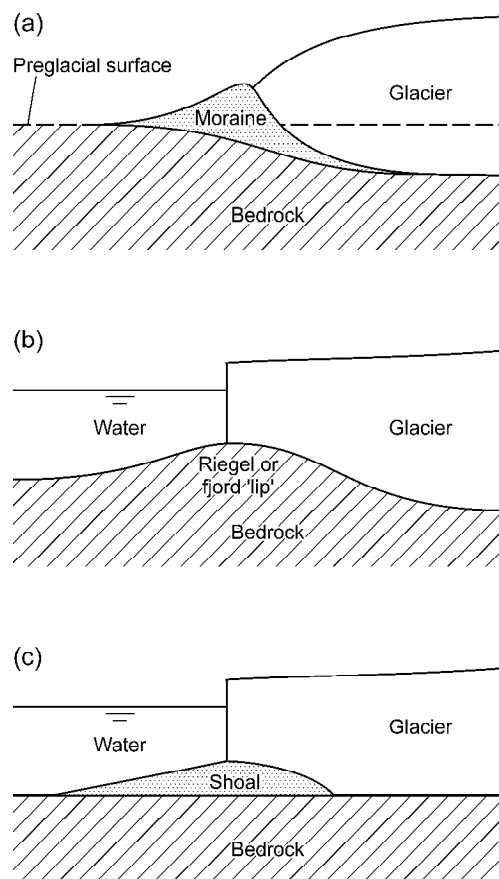 (a)
Preglacial surface
Glacier
Moraine
Bedrock
(b)
Water
Glacier
Riegel or
fjord 'lip'
Bedrock
(c)
Glacier
Water
Shoal
Bedrock